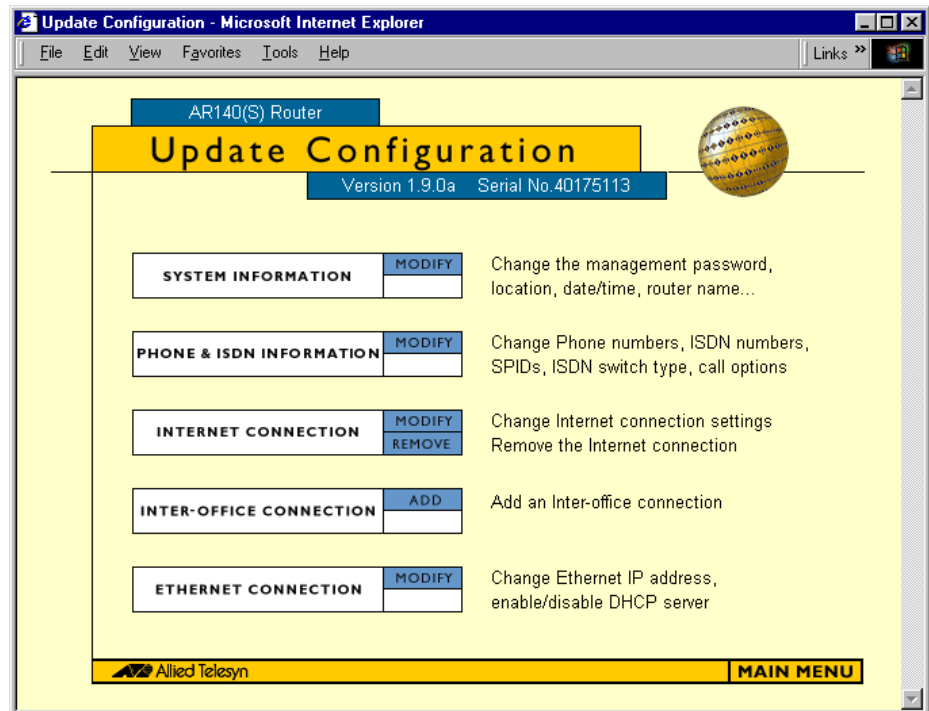 Update Configuration - Microsoft Internet Explorer
File Edit View Favorites Tools Help Links »
AR140(S) Router
Update Configuration
Version 1.9.0a Serial No.40175113
SYSTEM INFORMATION
MODIFY
Change the management password,
location, date/time, router name...
PHONE & ISDN INFORMATION
MODIFY
Change Phone numbers, ISDN numbers,
SPIDs, ISDN switch type, call options
INTERNET CONNECTION
MODIFY
REMOVE
Change Internet connection settings
Remove the Internet connection
INTER-OFFICE CONNECTION
ADD
Add an Inter-office connection
ETHERNET CONNECTION
MODIFY
Change Ethernet IP address,
enable/disable DHCP server
Allied Telesyn
MAIN MENU